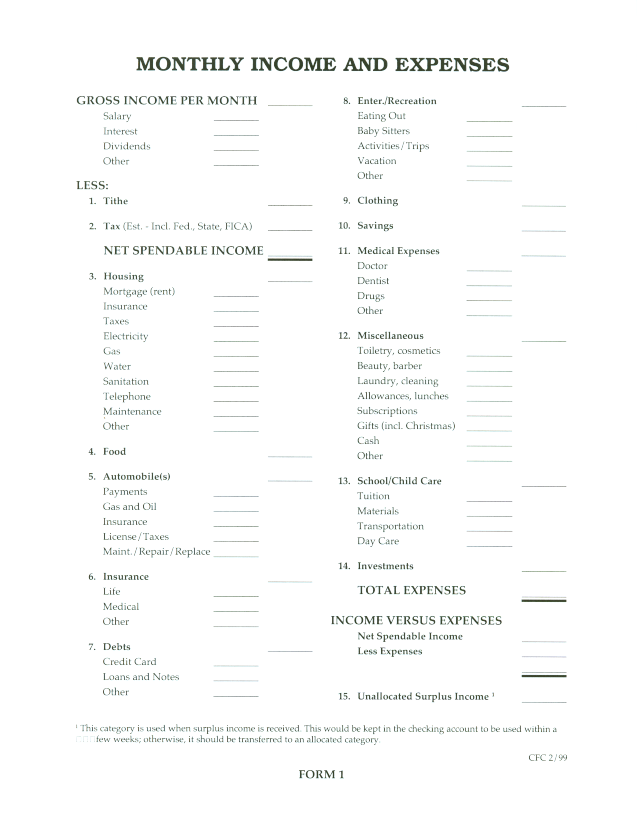 MONTHLY INCOME AND EXPENSES
GROSS INCOME PER MONTH
Salary
Interest
Dividends
Other
LESS:
1. Tithe
2. Tax (Est. - Incl. Fed., State, FICA)
NET SPENDABLE INCOME
3. Housing
Mortgage (rent)
Insurance
Taxes
Electricity
Gas
Water
Sanitation
Telephone
Maintenance
Other
4. Food
5. Automobile(s)
Payments
Gas and Oil
Insurance
License/Taxes
Maint./Repair/Replace
6. Insurance
Life
Medical
Other
7. Debts
Credit Card
Loans and Notes
Other
8. Enter./Recreation
Eating Out
Baby Sitters
Activities/Trips
Vacation
Other
9. Clothing
10. Savings
11. Medical Expenses
Doctor
Dentist
Drugs
Other
12. Miscellaneous
Toiletry, cosmetics
Beauty, barber
Laundry, cleaning
Allowances, lunches
Subscriptions
Gifts (incl. Christmas)
Cash
Other
13. School/Child Care
Tuition
Materials
Transportation
Day Care
14. Investments
TOTAL EXPENSES
INCOME VERSUS EXPENSES
Net Spendable Income
Less Expenses
15. Unallocated Surplus Income ¹
¹ This category is used when surplus income is received. This would be kept in the checking account to be used within a
few weeks; otherwise, it should be transferred to an allocated category.
CFC 2/99
FORM 1